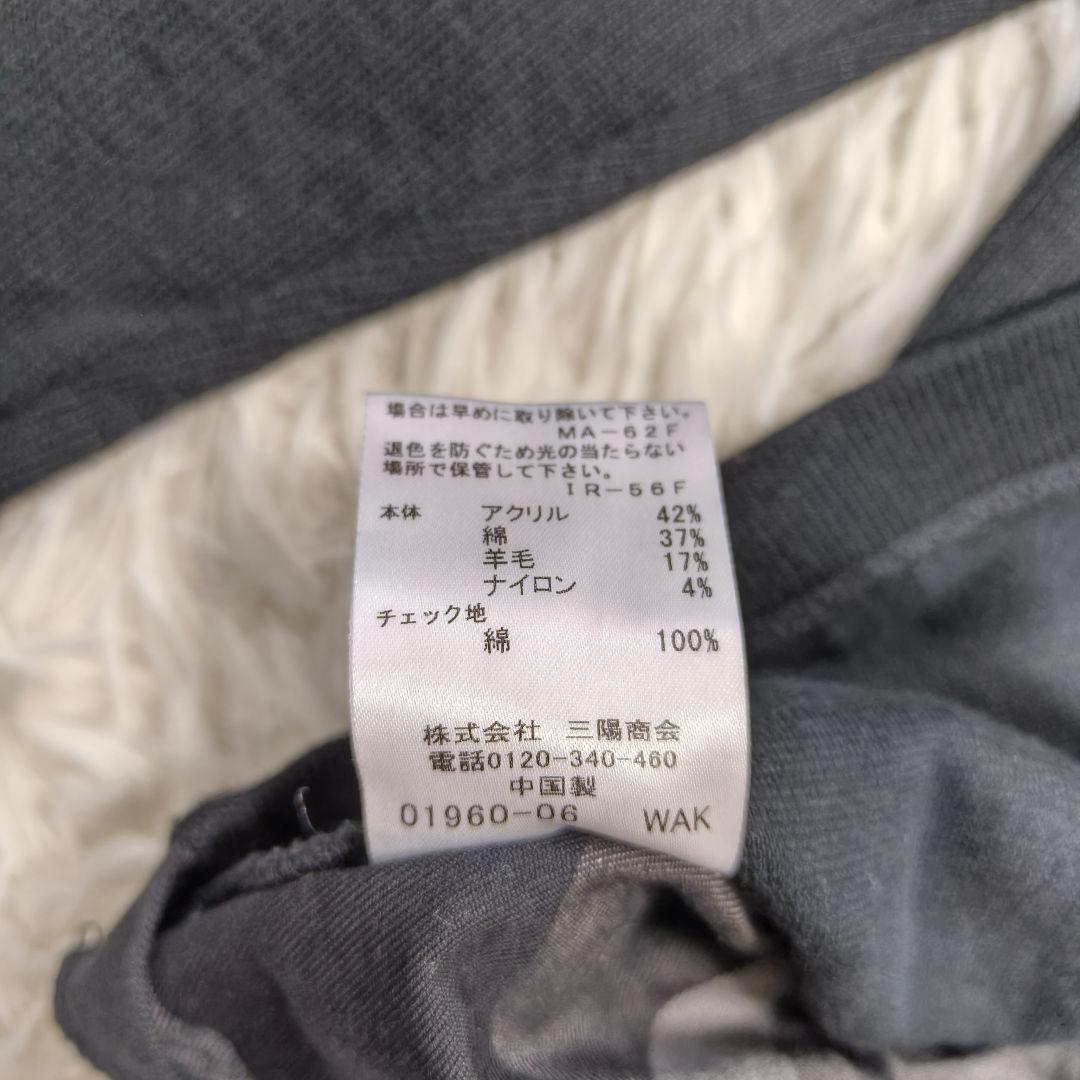 場合は早めに取り除いて下さい。
MA-62F
退色を防ぐため光の当たらない
場所で保管して下さい。
IR-56F
本体 アクリル 42%
綿 37%
羊毛 17%
ナイロン 4%
チェック地
綿 100%
株式会社 三陽商会
電話0120-340-460
中国製
01960-06 WAK